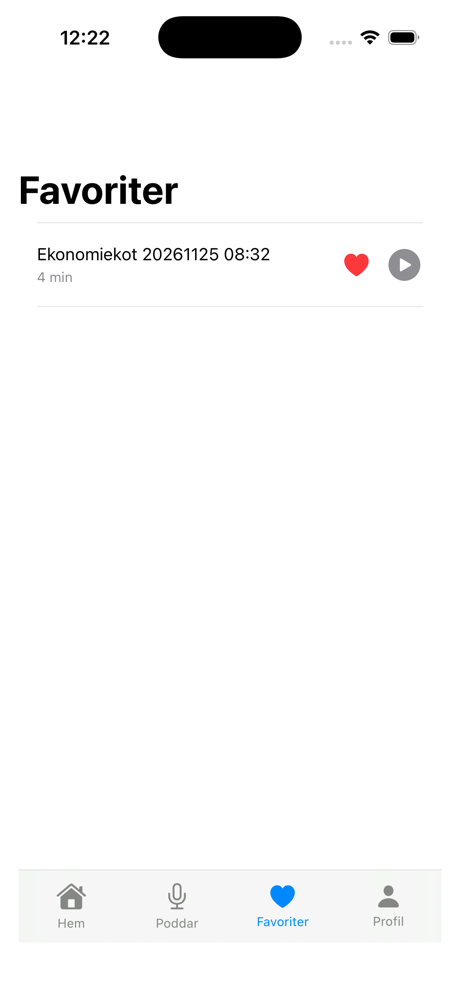 12:22
Favoriter
Ekonomiekot 20261125 08:32
4 min
Hem
Poddar
Favoriter
Profil